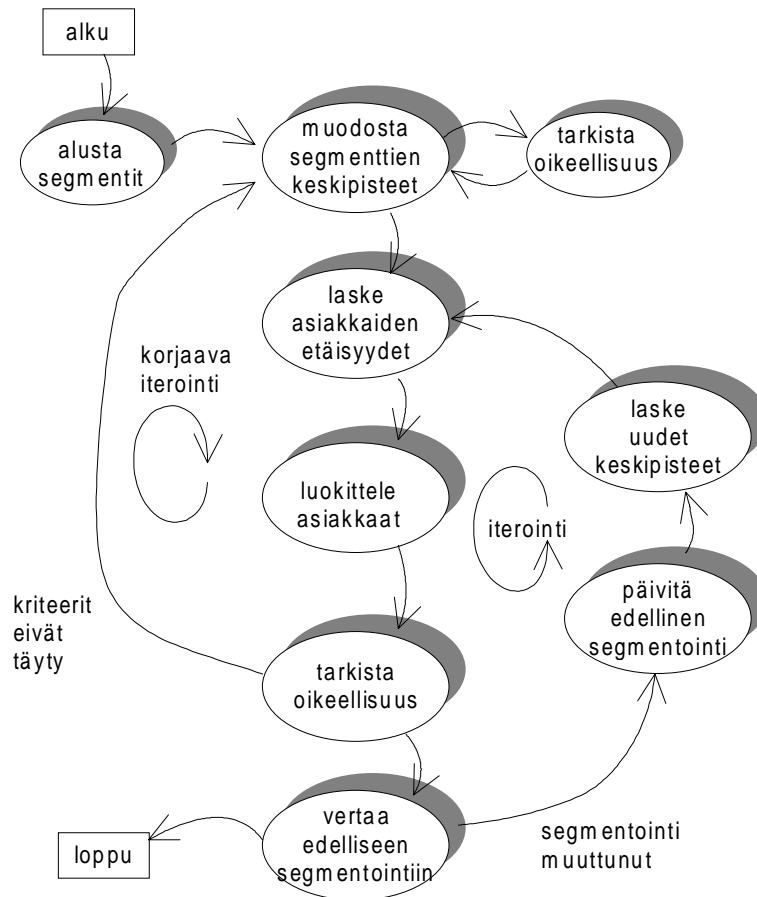 alku
alusta
segmentit
muodosta
segmenttien
keskipisteet
tarkista
oikeellisuus
laske
asiakkaiden
etäisyydet
korjaava
iterointi
laske
uudet
keskipisteet
luokittele
asiakkaat
iterointi
päivitä
edellinen
segmentointi
kriteerit
eivät
täyty
tarkista
oikeellisuus
vertaa
edelliseen
segmentointiin
segmentointi
muuttunut
loppu